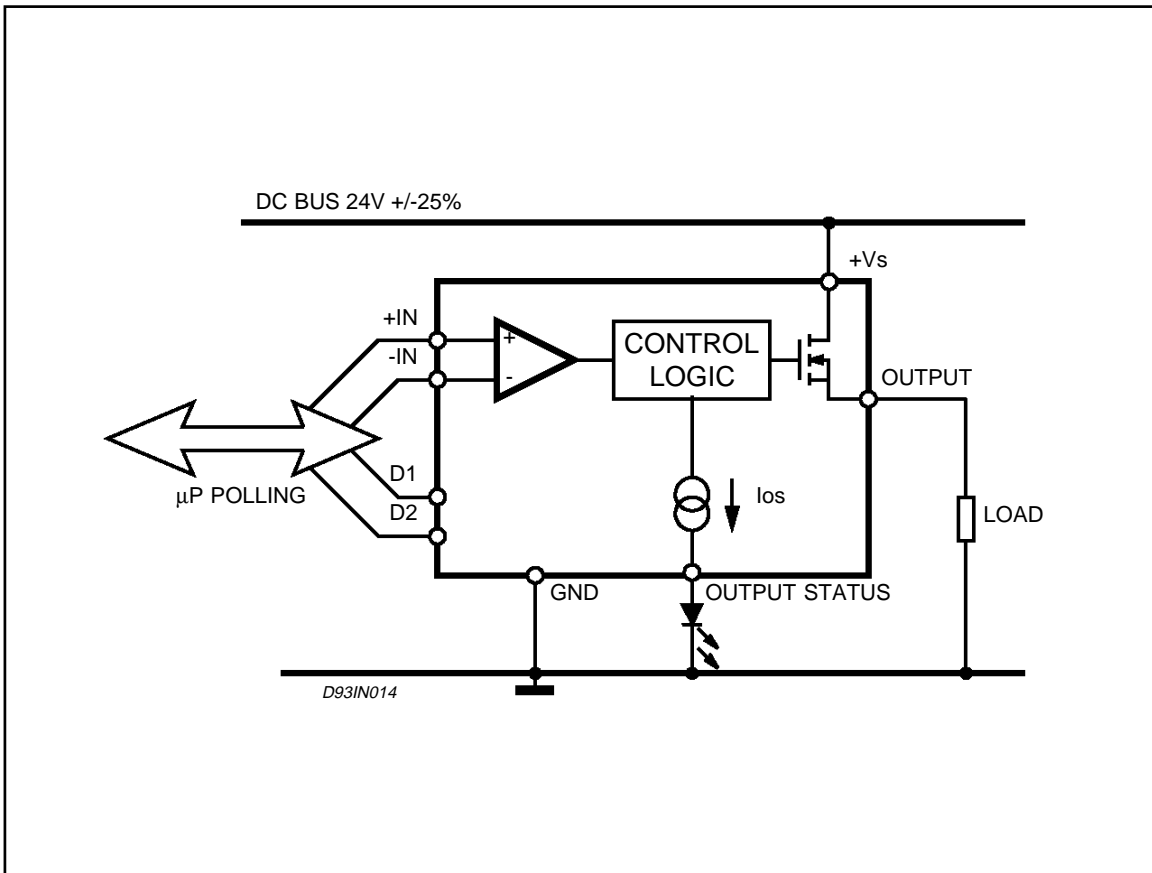 DC BUS 24V +/-25%
+Vs
+IN
-IN
+
-
CONTROL
LOGIC
OUTPUT
D1
D2
µP POLLING
Ios
LOAD
GND
OUTPUT STATUS
D93IN014